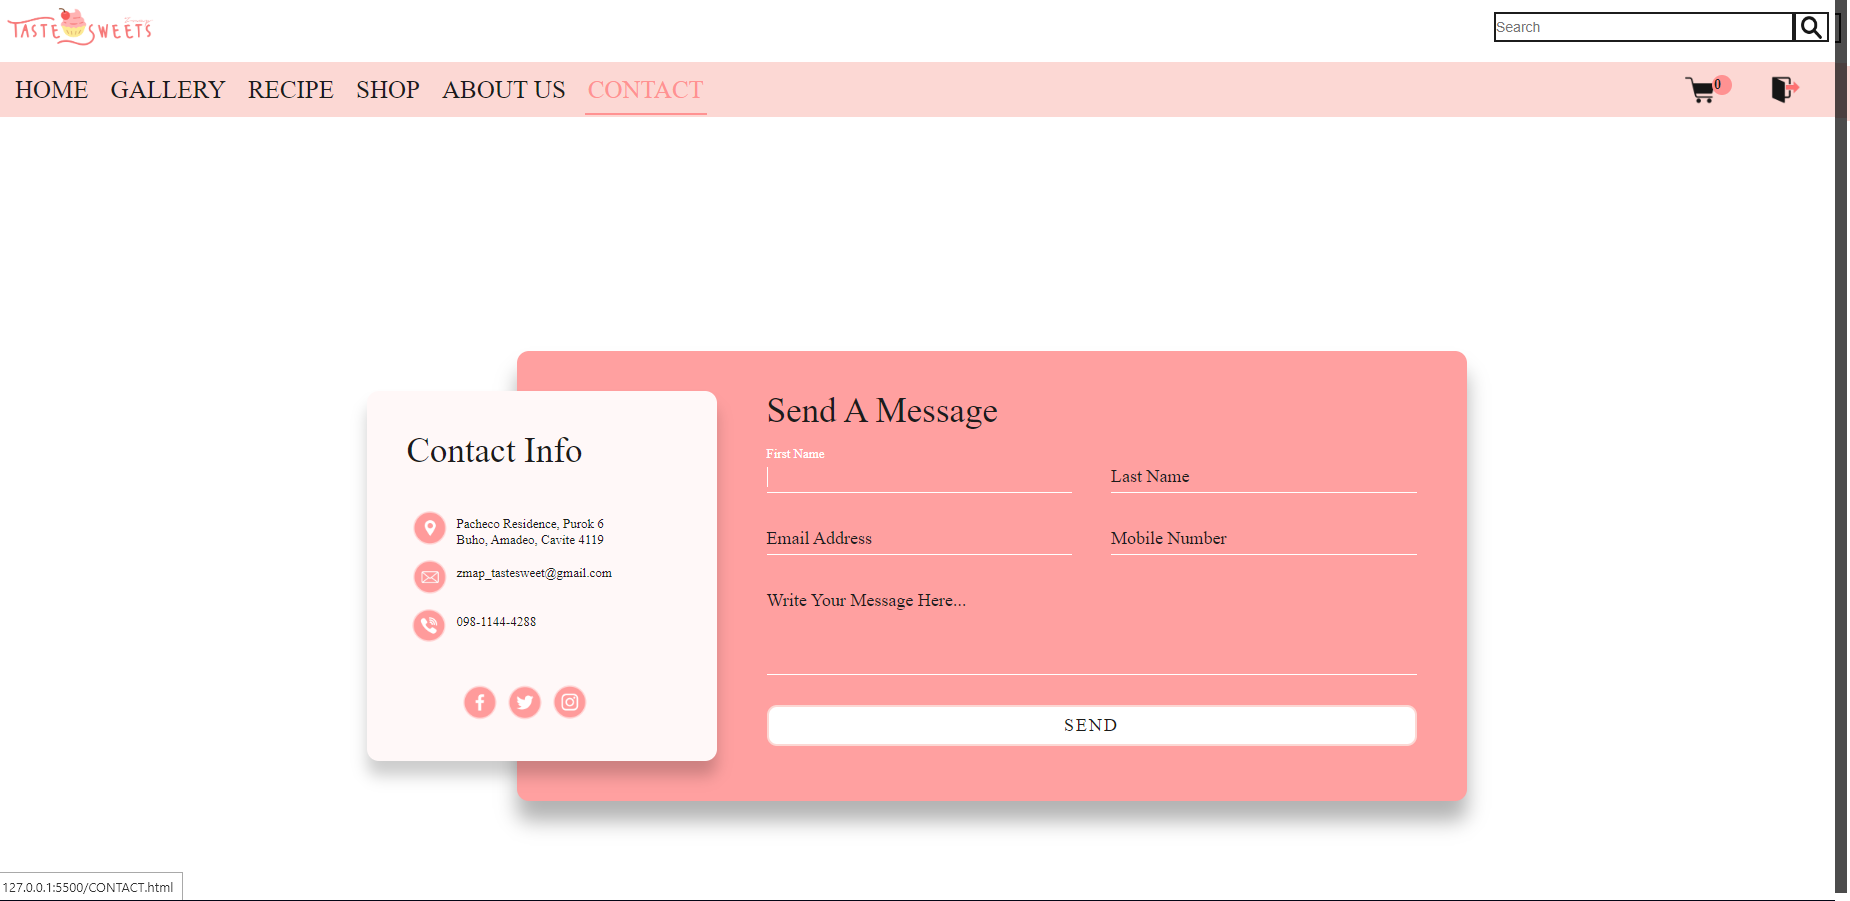 TASTE SWEETS
Search
HOME GALLERY RECIPE SHOP ABOUT US CONTACT
0
Send A Message
Contact Info
First Name
Last Name
Pacheco Residence, Purok 6
Buho, Amadeo, Cavite 4119
Email Address
Mobile Number
zmap_tastesweet@gmail.com
Write Your Message Here...
098-1144-4288
SEND
127.0.0.1:5500/CONTACT.html